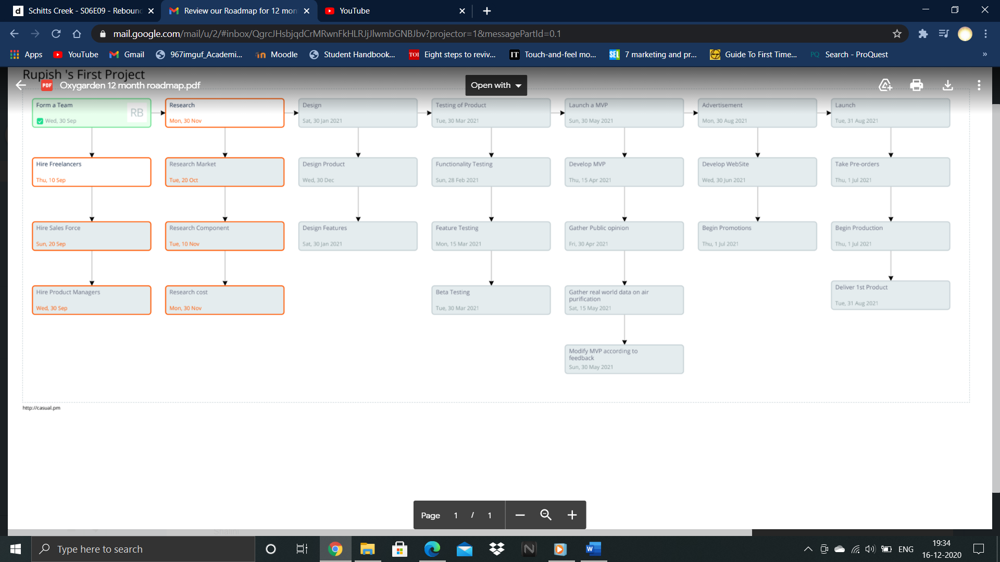 Schitts Creek - S06E09 - Rebound
Review our Roadmap for 12 mon
YouTube
mail.google.com/mail/u/2/#inbox/QgrcJHsbjqdCrMRwnFkHLRJjJlwmbGNBJbv?projector=1&messagePartId=0.1
Apps YouTube Gmail 967imguf_Academi... Moodle Student Handbook... TOI Eight steps to reviv... IT Touch-and-feel mo... SEL 7 marketing and pr... Guide To First Time... PQ Search - ProQuest
Rupish 's First Project
PDF Oxygarden 12 month roadmap.pdf
Open with
Form a Team
RB
Wed, 30 Sep
Research
Mon, 30 Nov
Design
Sat, 30 Jan 2021
Testing of Product
Tue, 30 Mar 2021
Launch a MVP
Sun, 30 May 2021
Advertisement
Mon, 30 Aug 2021
Launch
Tue, 31 Aug 2021
Hire Freelancers
Thu, 10 Sep
Research Market
Tue, 20 Oct
Design Product
Wed, 30 Dec
Functionality Testing
Sun, 28 Feb 2021
Develop MVP
Thu, 15 Apr 2021
Develop WebSite
Wed, 30 Jun 2021
Take Pre-orders
Thu, 1 Jul 2021
Hire Sales Force
Sun, 20 Sep
Research Component
Tue, 10 Nov
Design Features
Sat, 30 Jan 2021
Feature Testing
Mon, 15 Mar 2021
Gather Public opinion
Fri, 30 Apr 2021
Begin Promotions
Thu, 1 Jul 2021
Begin Production
Thu, 1 Jul 2021
Hire Product Managers
Wed, 30 Sep
Research cost
Mon, 30 Nov
Beta Testing
Tue, 30 Mar 2021
Gather real world data on air
purification
Sat, 15 May 2021
Deliver 1st Product
Tue, 31 Aug 2021
Modify MVP according to
feedback
Sun, 30 May 2021
http://casual.pm
Page 1 / 1
Shalini
Type here to search
ENG
19:34
16-12-2020